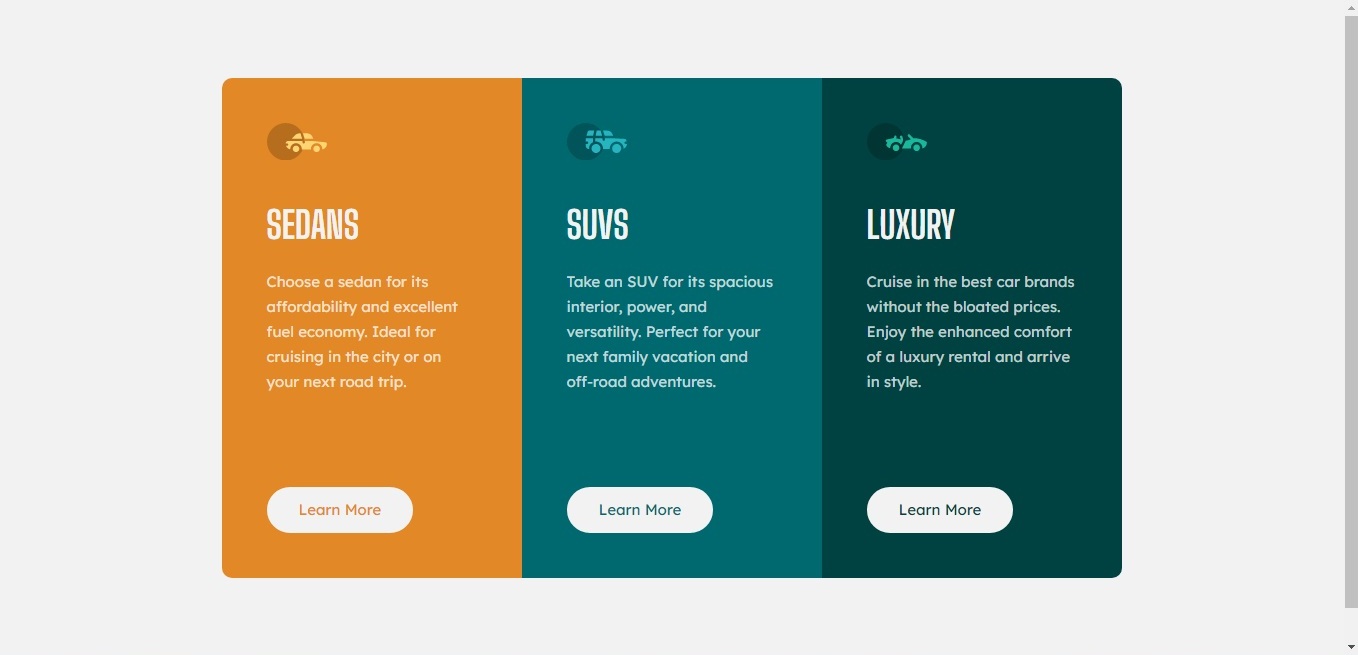 SEDANS
Choose a sedan for its
affordability and excellent
fuel economy. Ideal for
cruising in the city or on
your next road trip.
Learn More
SUVS
Take an SUV for its spacious
interior, power, and
versatility. Perfect for your
next family vacation and
off-road adventures.
Learn More
LUXURY
Cruise in the best car brands
without the bloated prices.
Enjoy the enhanced comfort
of a luxury rental and arrive
in style.
Learn More